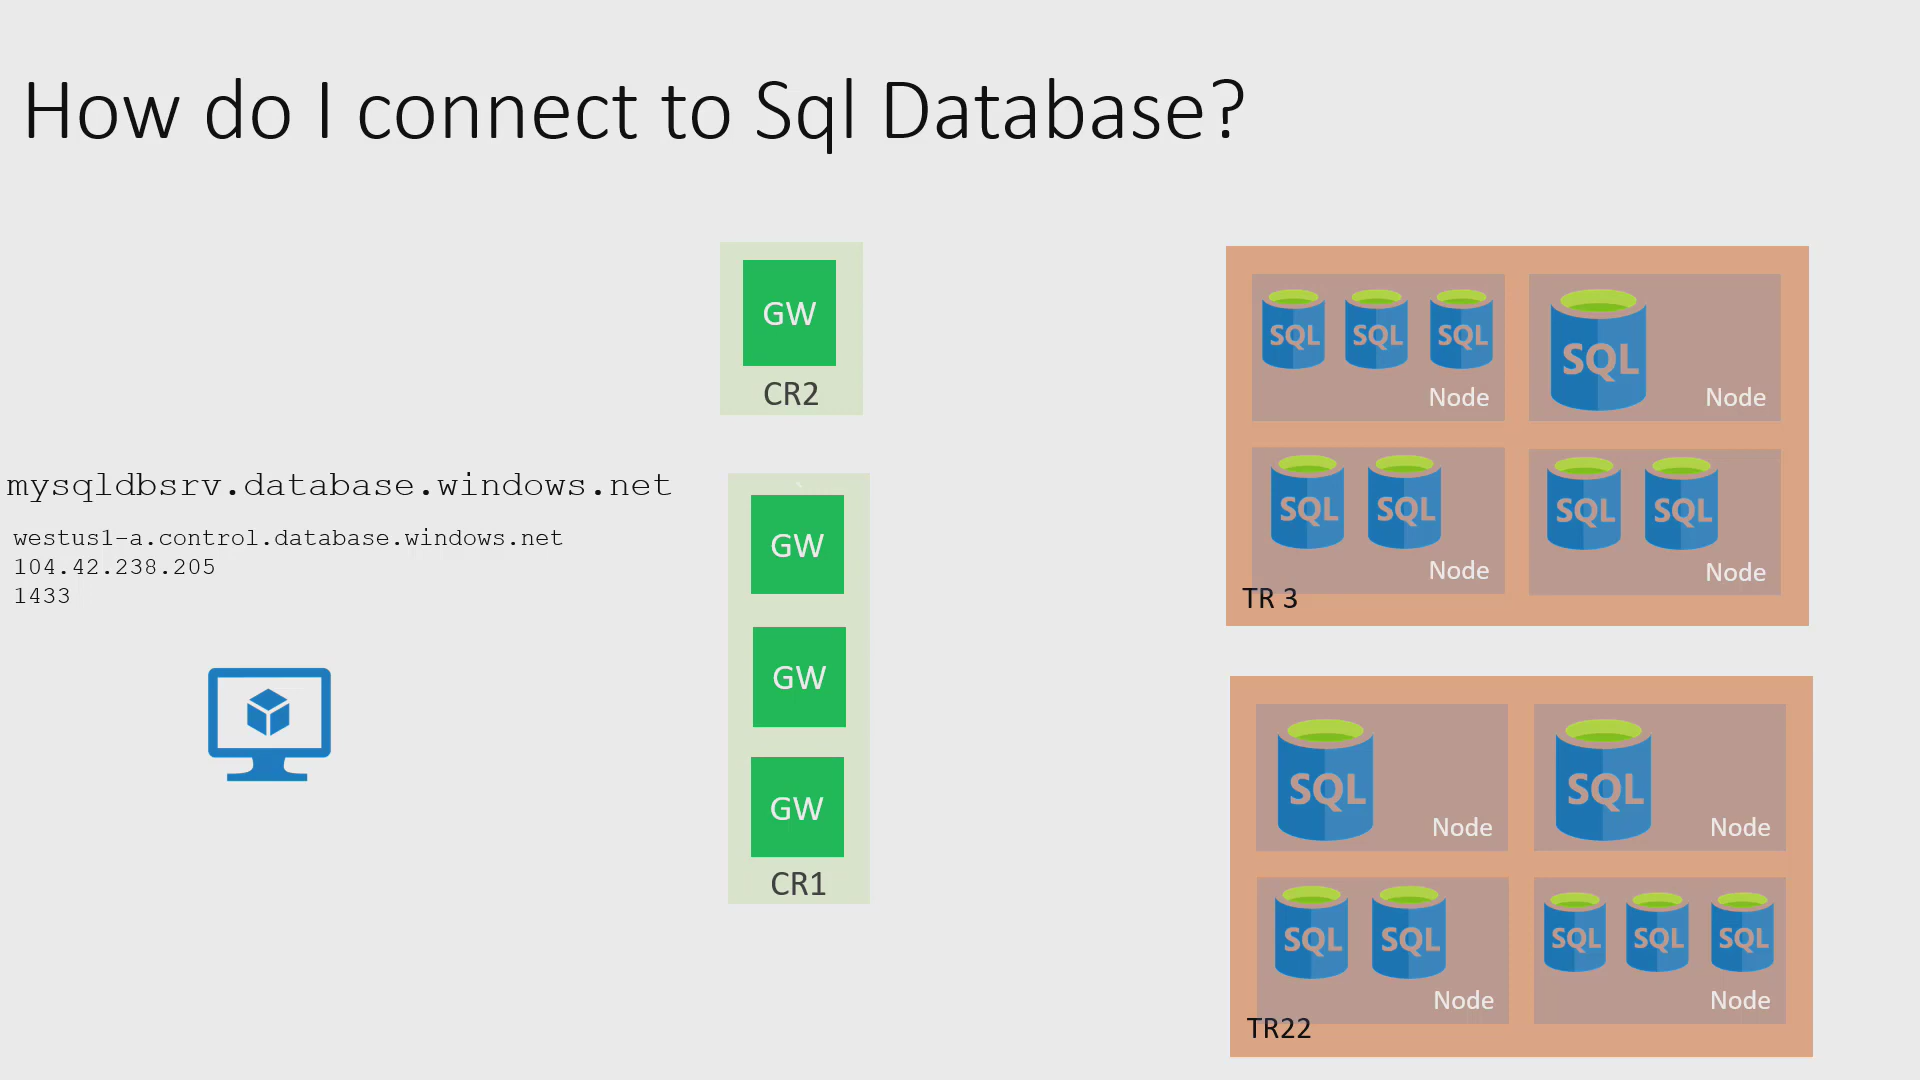 How do I connect to Sql Database?
GW
CR2
mysqldbsrv.database.windows.net
westus1-a.control.database.windows.net
104.42.238.205
1433
GW
GW
GW
CR1
SQL SQL SQL
Node
SQL
Node
SQL SQL
Node
SQL SQL
Node
TR 3
SQL
Node
SQL
Node
SQL SQL
Node
SQL SQL SQL
Node
TR22